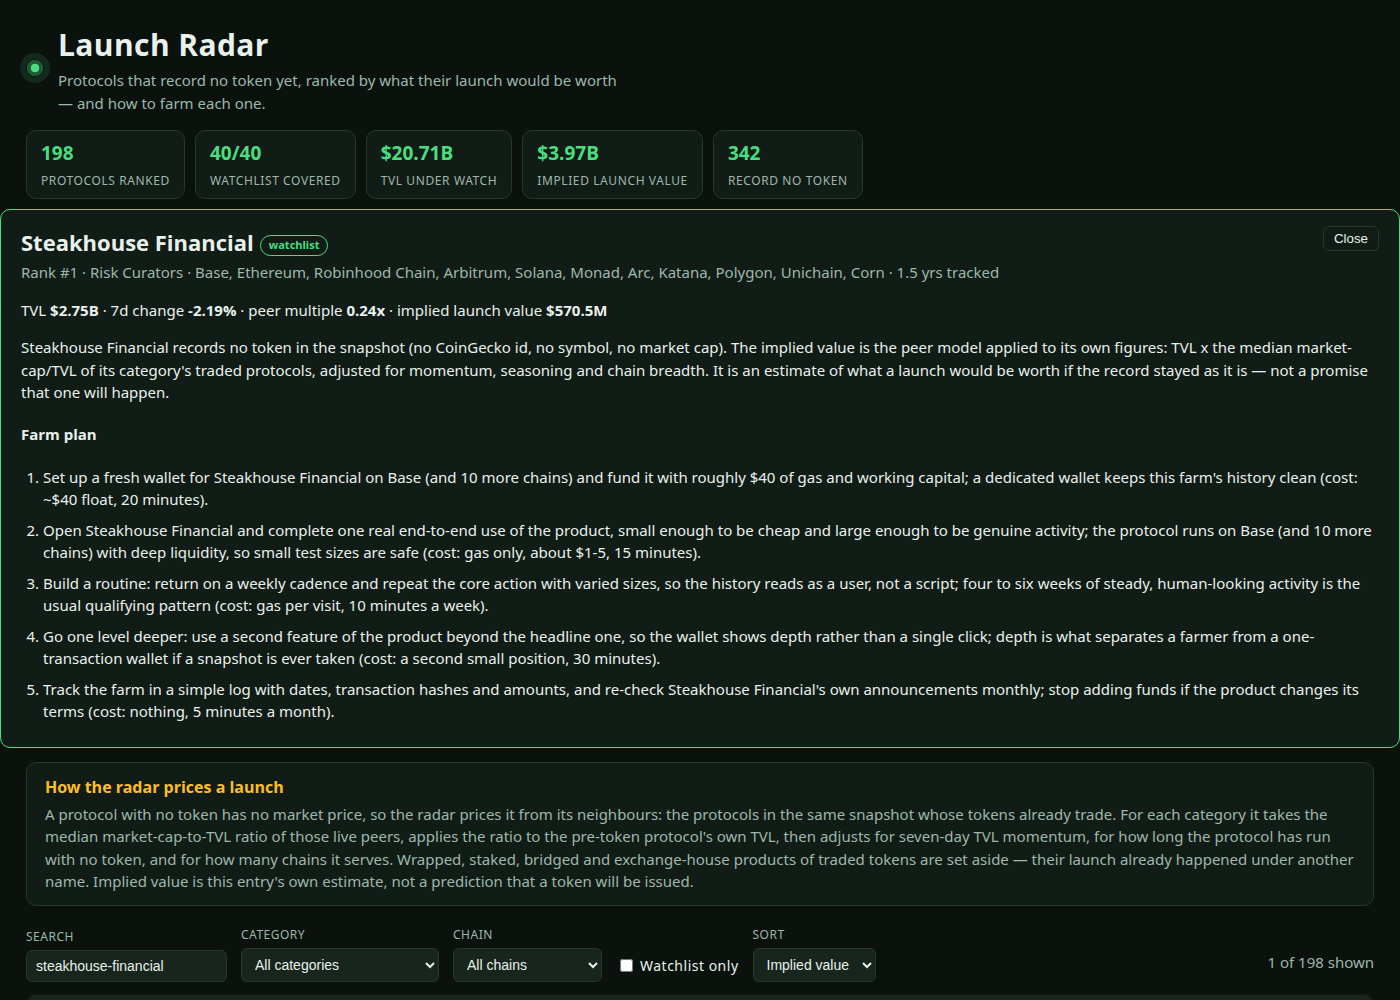 Launch Radar
Protocols that record no token yet, ranked by what their launch would be worth
— and how to farm each one.
198
PROTOCOLS RANKED
40/40
WATCHLIST COVERED
$20.71B
TVL UNDER WATCH
$3.97B
IMPLIED LAUNCH VALUE
342
RECORD NO TOKEN
Steakhouse Financial watchlist
Close
Rank #1 · Risk Curators · Base, Ethereum, Robinhood Chain, Arbitrum, Solana, Monad, Arc, Katana, Polygon, Unichain, Corn · 1.5 yrs tracked
TVL $2.75B · 7d change -2.19% · peer multiple 0.24x · implied launch value $570.5M
Steakhouse Financial records no token in the snapshot (no CoinGecko id, no symbol, no market cap). The implied value is the peer model applied to its own figures: TVL x the median market-
cap/TVL of its category's traded protocols, adjusted for momentum, seasoning and chain breadth. It is an estimate of what a launch would be worth if the record stayed as it is — not a promise
that one will happen.
Farm plan
1. Set up a fresh wallet for Steakhouse Financial on Base (and 10 more chains) and fund it with roughly $40 of gas and working capital; a dedicated wallet keeps this farm's history clean (cost:
~$40 float, 20 minutes).
2. Open Steakhouse Financial and complete one real end-to-end use of the product, small enough to be cheap and large enough to be genuine activity; the protocol runs on Base (and 10 more
chains) with deep liquidity, so small test sizes are safe (cost: gas only, about $1-5, 15 minutes).
3. Build a routine: return on a weekly cadence and repeat the core action with varied sizes, so the history reads as a user, not a script; four to six weeks of steady, human-looking activity is the
usual qualifying pattern (cost: gas per visit, 10 minutes a week).
4. Go one level deeper: use a second feature of the product beyond the headline one, so the wallet shows depth rather than a single click; depth is what separates a farmer from a one-
transaction wallet if a snapshot is ever taken (cost: a second small position, 30 minutes).
5. Track the farm in a simple log with dates, transaction hashes and amounts, and re-check Steakhouse Financial's own announcements monthly; stop adding funds if the product changes its
terms (cost: nothing, 5 minutes a month).
How the radar prices a launch
A protocol with no token has no market price, so the radar prices it from its neighbours: the protocols in the same snapshot whose tokens already trade. For each category it takes the
median market-cap-to-TVL ratio of those live peers, applies the ratio to the pre-token protocol's own TVL, then adjusts for seven-day TVL momentum, for how long the protocol has run
with no token, and for how many chains it serves. Wrapped, staked, bridged and exchange-house products of traded tokens are set aside — their launch already happened under another
name. Implied value is this entry's own estimate, not a prediction that a token will be issued.
SEARCH
steakhouse-financial
CATEGORY
All categories
CHAIN
All chains
Watchlist only
SORT
Implied value
1 of 198 shown